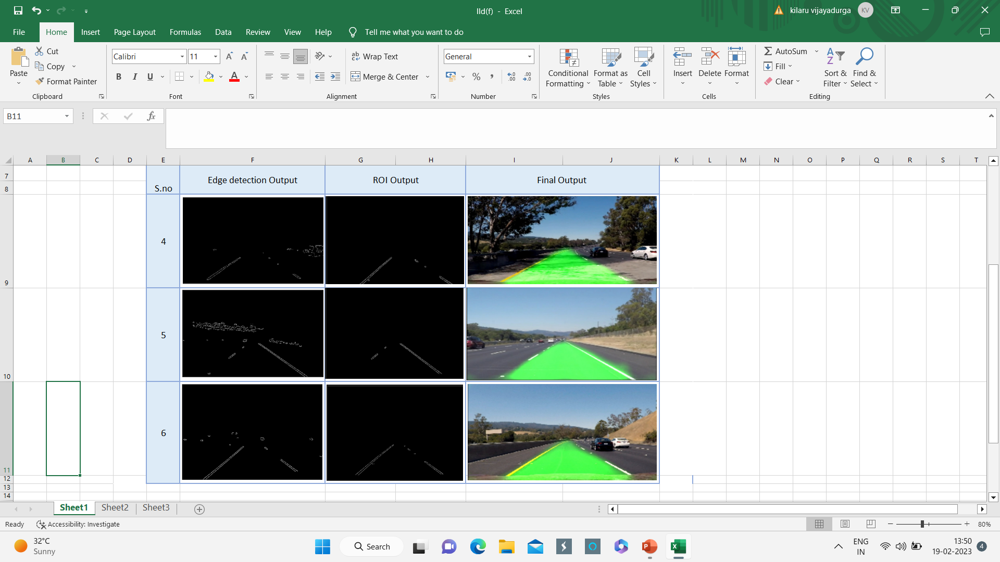 IId(f) - Excel
kilaru vijayadurga
KV
File Home Insert Page Layout Formulas Data Review View Help Tell me what you want to do
Paste
Cut
Copy
Format Painter
Clipboard
Calibri 11
A A
B I U A
Font
ab Wrap Text
Merge & Center
Alignment
General
% , .00
Number
Conditional Formatting
Format as Table
Cell Styles
Styles
Insert
Delete
Format
Cells
AutoSum
Fill
Clear
Sort & Filter
Find & Select
Editing
B11
fx
A B C D E F G H I J K L M N O P Q R S T
7
8
9
10
11
12
13
14
S.no Edge detection Output ROI Output Final Output
4
5
6
Sheet1 Sheet2 Sheet3
Ready Accessibility: Investigate 80%
32°C
Sunny
Search
ENG
IN
13:50
19-02-2023
4